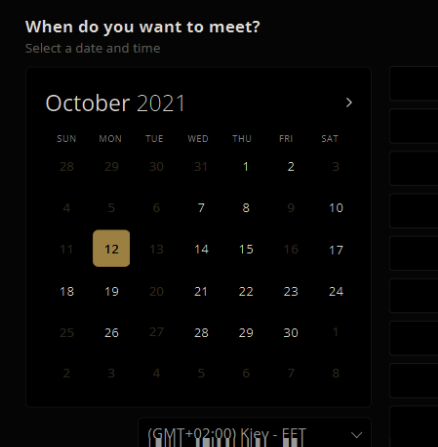 When do you want to meet?
Select a date and time
October 2021
SUN MON TUE WED THU FRI SAT
28 29 30 31 1 2 3
4 5 6 7 8 9 10
11 12 13 14 15 16 17
18 19 20 21 22 23 24
25 26 27 28 29 30 1
2 3 4 5 6 7 8
(GMT+02:00) Kiev - EET